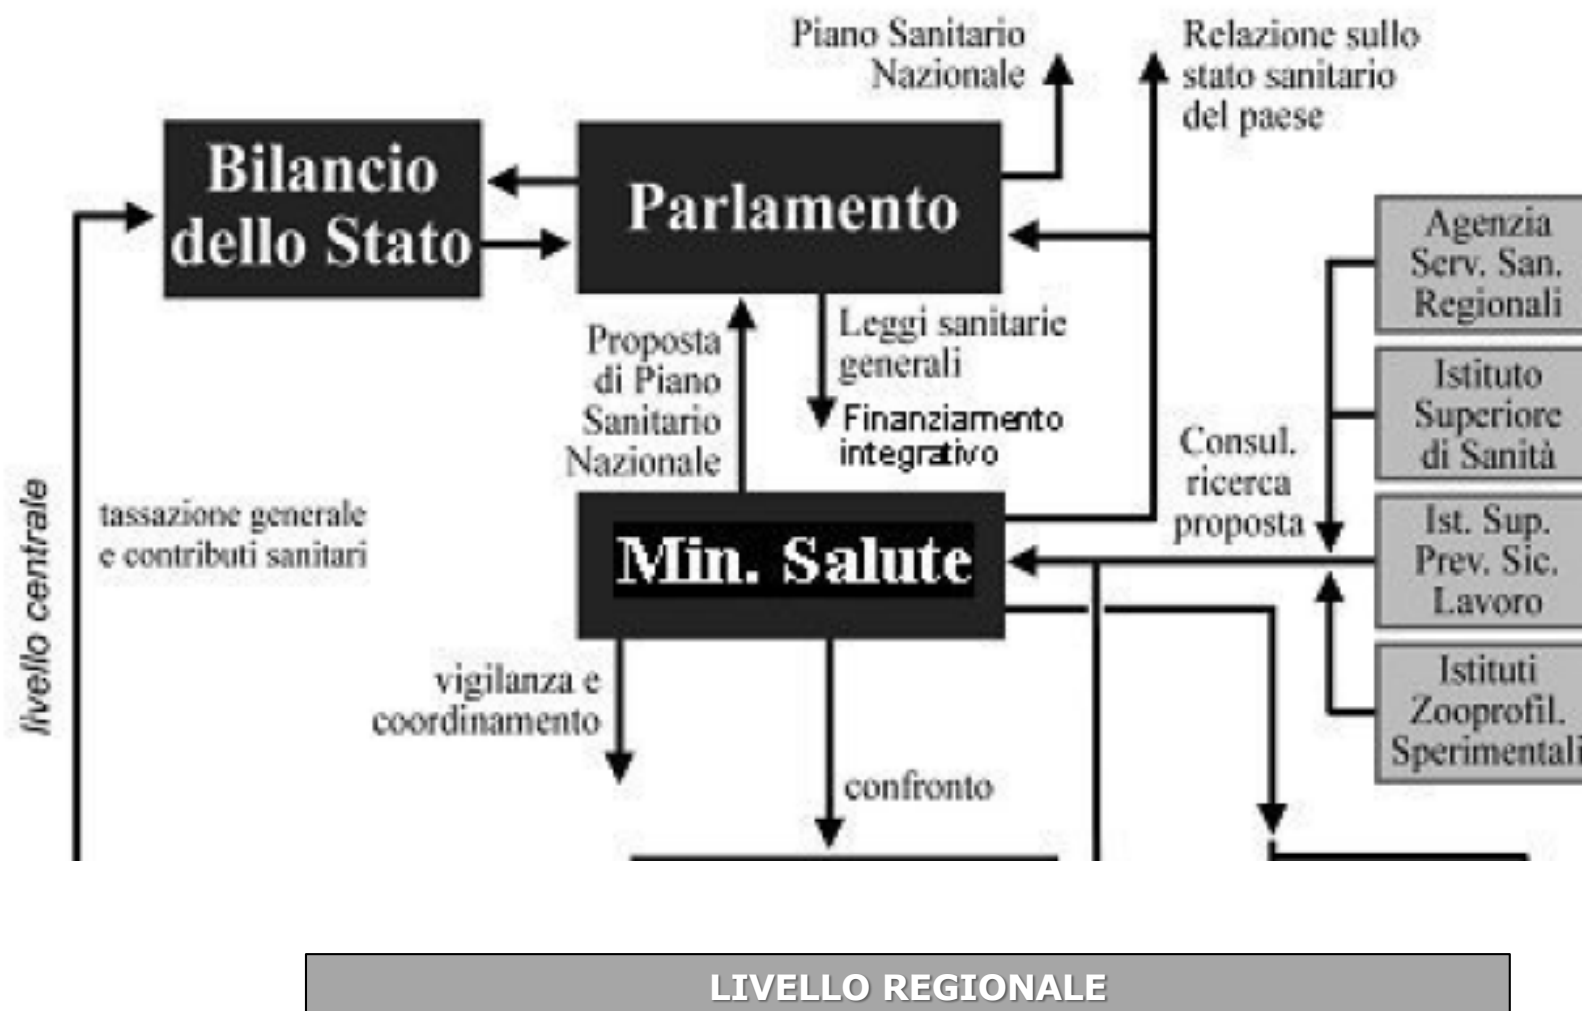 Piano Sanitario
Nazionale
Relazione sullo
stato sanitario
del paese
Bilancio
dello Stato
Parlamento
Agenzia
Serv. San.
Regionali
Proposta
di Piano
Sanitario
Nazionale
Leggi sanitarie
generali
Finanziamento
integrativo
Istituto
Superiore
di Sanità
Consul.
ricerca
proposta
livello centrale
tassazione generale
e contributi sanitari
Min. Salute
Ist. Sup.
Prev. Sic.
Lavoro
vigilanza e
coordinamento
Istituti
Zooprofil.
Sperimentali
confronto
LIVELLO REGIONALE